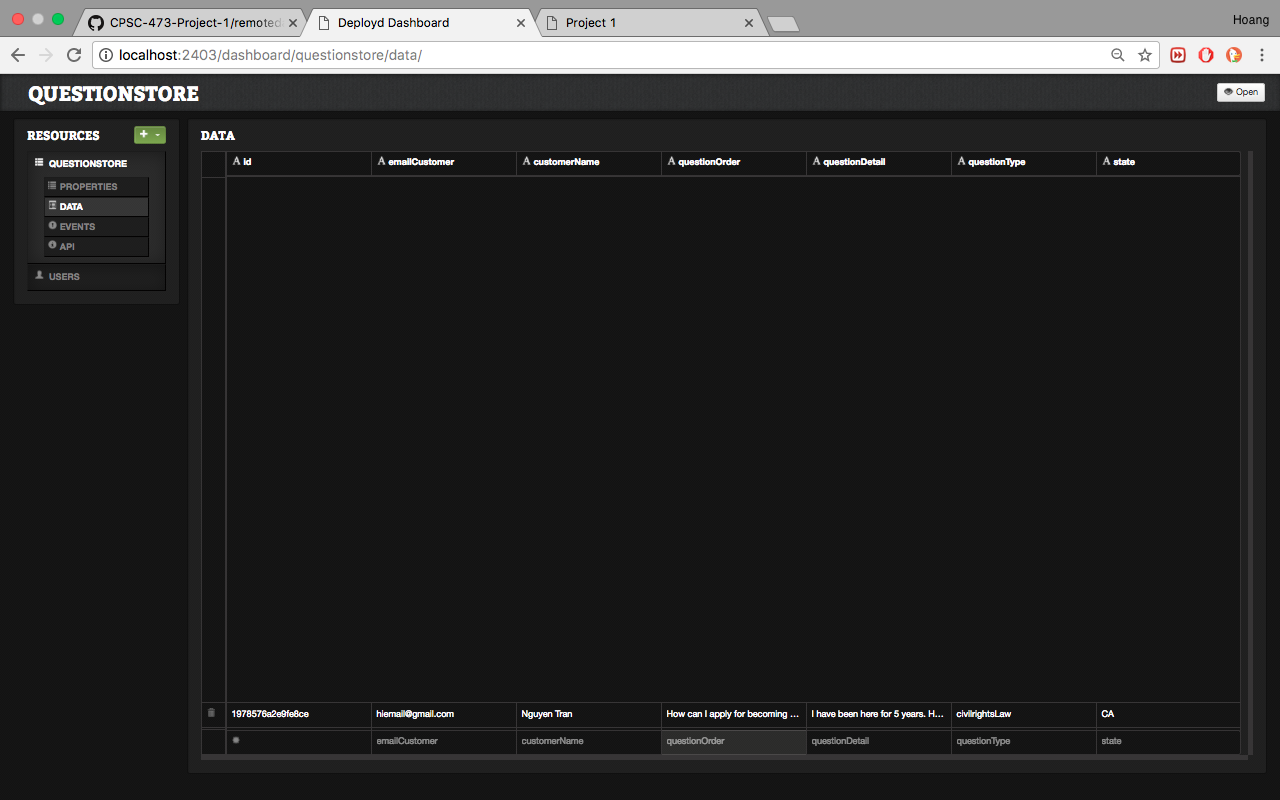 CPSC-473-Project-1/remoted
Deployd Dashboard
Project 1
Hoang
localhost:2403/dashboard/questionstore/data/
QUESTIONSTORE
Open
RESOURCES
DATA
QUESTIONSTORE
PROPERTIES
DATA
EVENTS
API
USERS
A id A emailCustomer A customerName A questionOrder A questionDetail A questionType A state
1978576a2e9fe8ce hiemail@gmail.com Nguyen Tran How can I apply for becoming ... I have been here for 5 years. H... civilrightsLaw CA
emailCustomer customerName questionOrder questionDetail questionType state